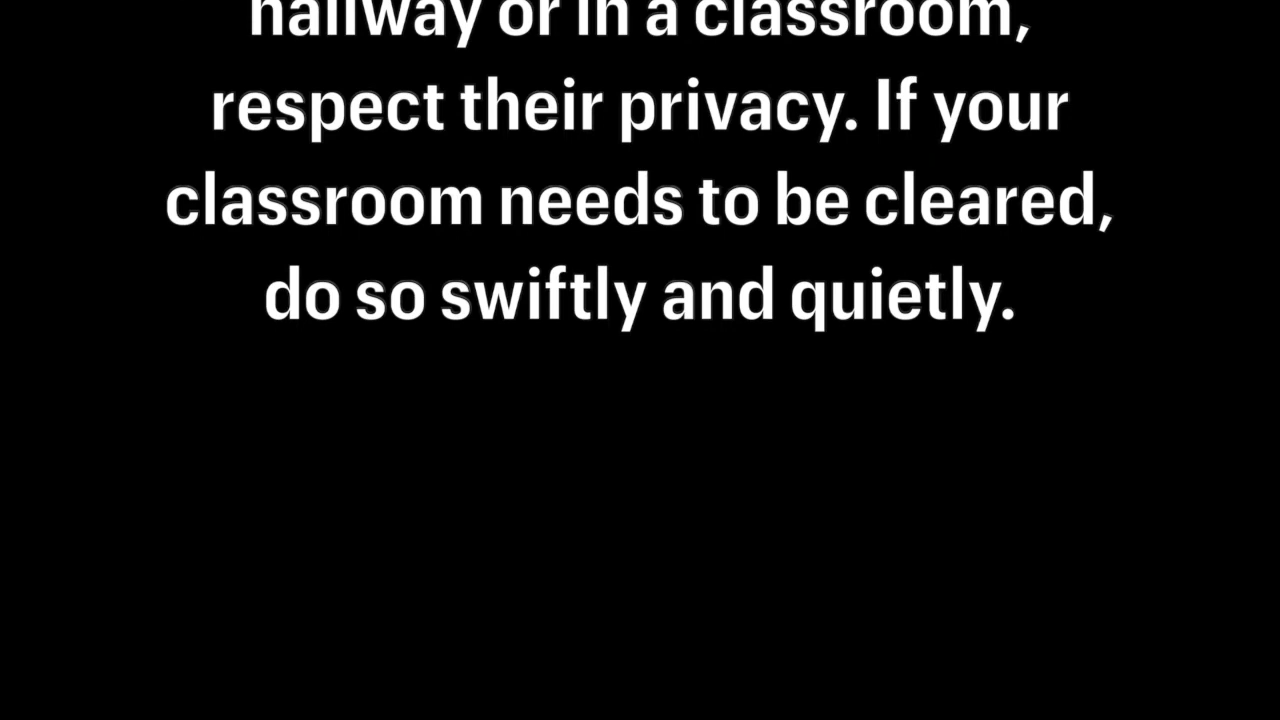 hallway or in a classroom,
respect their privacy. If your
classroom needs to be cleared,
do so swiftly and quietly.